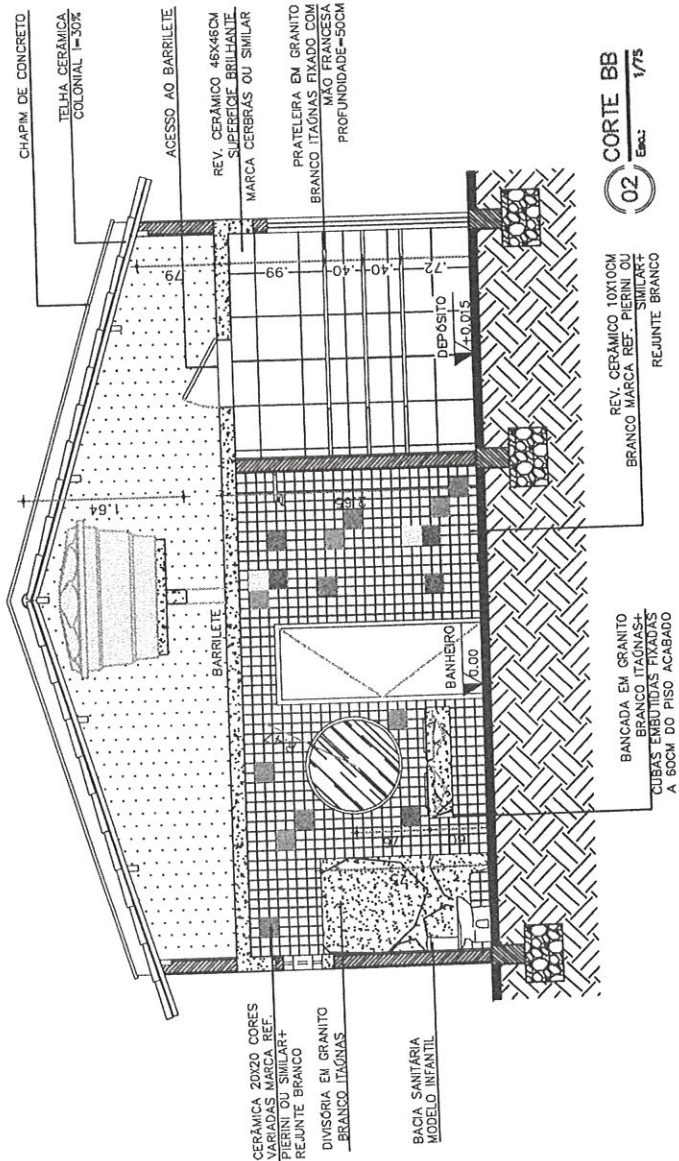 CHAPIM DE CONCRETO
TELHA CERÂMICA
COLONIAL I=30%
ACESSO AO BARRILETE
REV. CERÂMICO 46X46CM
SUPERFÍCIE BRILHANTE
MARCA CERBRÁS OU SIMILAR
PRATELEIRA EM GRANITO
BRANCO ITAÚNAS FIXADO COM
MÃO FRANCESA
PROFUNDIDADE=50CM
1.64
.79
BARRILETE
.99
.40
.40
.72
2.65
DEPÓSITO
+0,015
BANHEIRO
0.00
CERÂMICA 20X20 CORES
VARIADAS MARCA REF.
PIERINI OU SIMILAR+
REJUNTE BRANCO
DIVISÓRIA EM GRANITO
BRANCO ITAÚNAS
BACIA SANITÁRIA
MODELO INFANTIL
BANCADA EM GRANITO
BRANCO ITAÚNAS+
CUBAS EMBUTIDAS FIXADAS
A 60CM DO PISO ACABADO
REV. CERÂMICO 10X10CM
BRANCO MARCA REF. PIERINI OU
SIMILAR+
REJUNTE BRANCO
02 CORTE BB
Esc.: 1/75